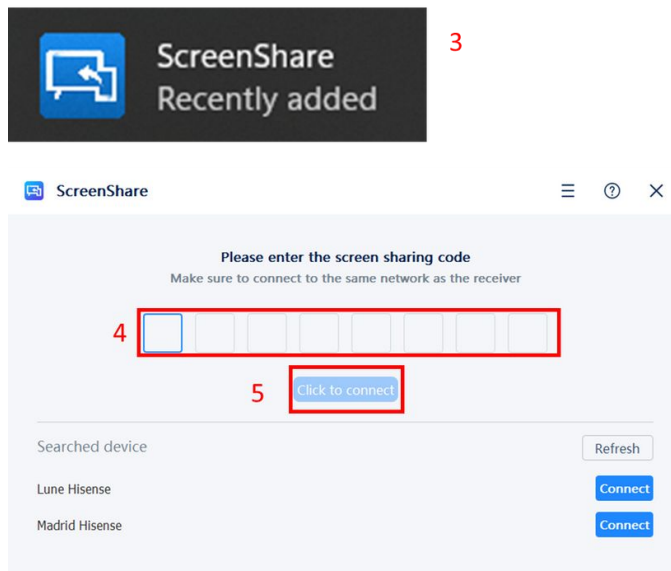 ScreenShare
Recently added
3
ScreenShare
Please enter the screen sharing code
Make sure to connect to the same network as the receiver
4
5
Click to connect
Searched device
Refresh
Lune Hisense
Connect
Madrid Hisense
Connect